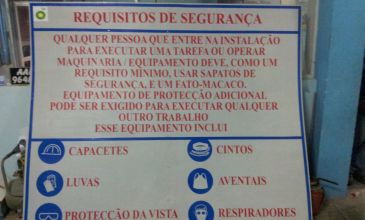 REQUISITOS DE SEGURANÇA
QUALQUER PESSOA QUE ENTRE NA INSTALAÇÃO
PARA EXECUTAR UMA TAREFA OU OPERAR
MAQUINARIA / EQUIPAMENTO DEVE, COMO UM
REQUISITO MÍNIMO, USAR SAPATOS DE
SEGURANÇA, E UM FATO-MACACO.
EQUIPAMENTO DE PROTECÇÃO ADICIONAL
PODE SER EXIGIDO PARA EXECUTAR QUALQUER
OUTRO TRABALHO
ESSE EQUIPAMENTO INCLUI
CAPACETES
CINTOS
LUVAS
AVENTAIS
PROTECÇÃO DA VISTA
RESPIRADORES